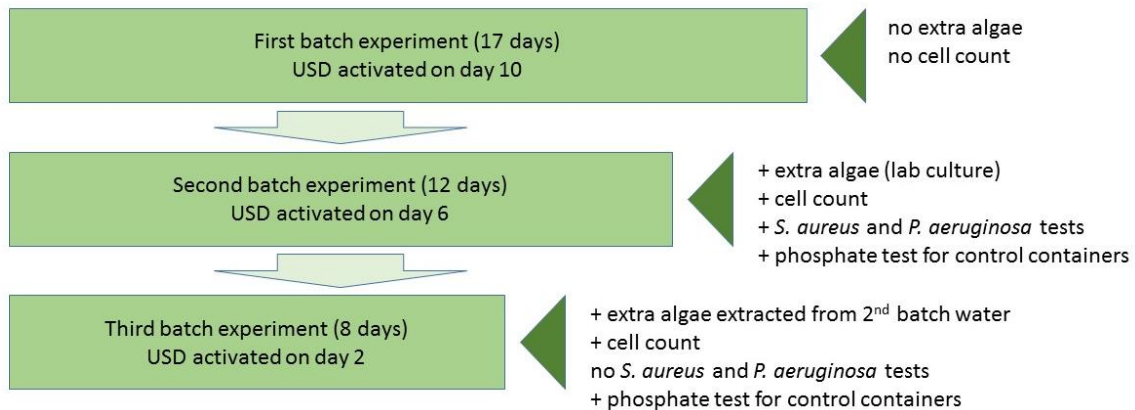 First batch experiment (17 days)
USD activated on day 10
no extra algae
no cell count
Second batch experiment (12 days)
USD activated on day 6
+ extra algae (lab culture)
+ cell count
+ S. aureus and P. aeruginosa tests
+ phosphate test for control containers
Third batch experiment (8 days)
USD activated on day 2
+ extra algae extracted from 2nd batch water
+ cell count
no S. aureus and P. aeruginosa tests
+ phosphate test for control containers